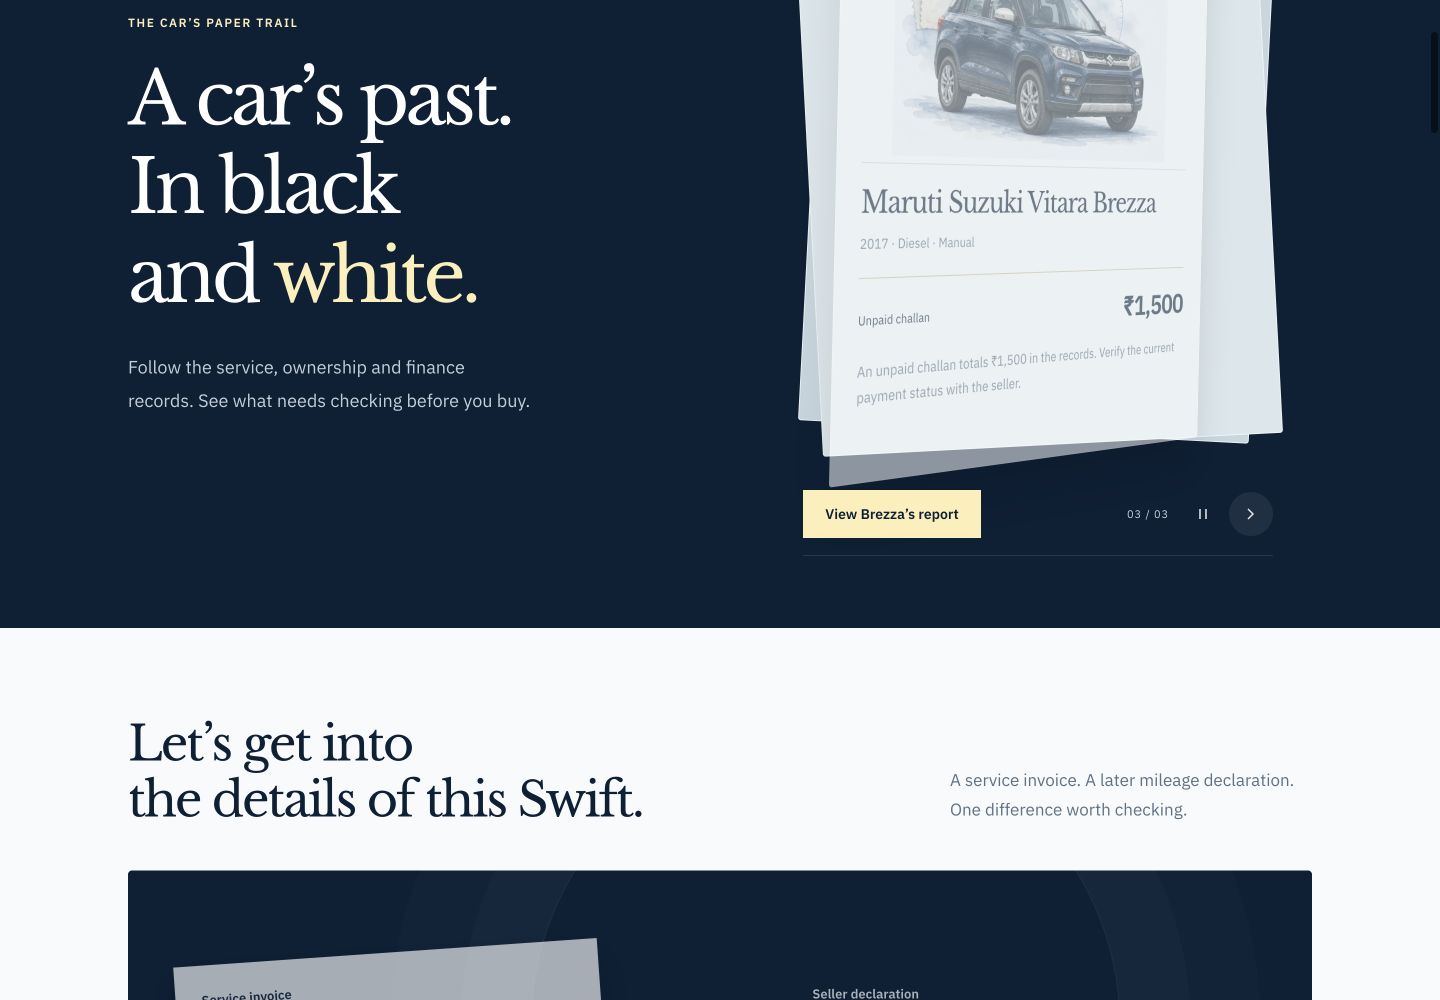 THE CAR’S PAPER TRAIL
A car’s past.
In black
and white.
Follow the service, ownership and finance
records. See what needs checking before you buy.
Maruti Suzuki Vitara Brezza
2017 · Diesel · Manual
Unpaid challan
₹1,500
An unpaid challan totals ₹1,500 in the records. Verify the current
payment status with the seller.
View Brezza’s report
03 / 03
Let’s get into
the details of this Swift.
A service invoice. A later mileage declaration.
One difference worth checking.
Service invoice
Seller declaration